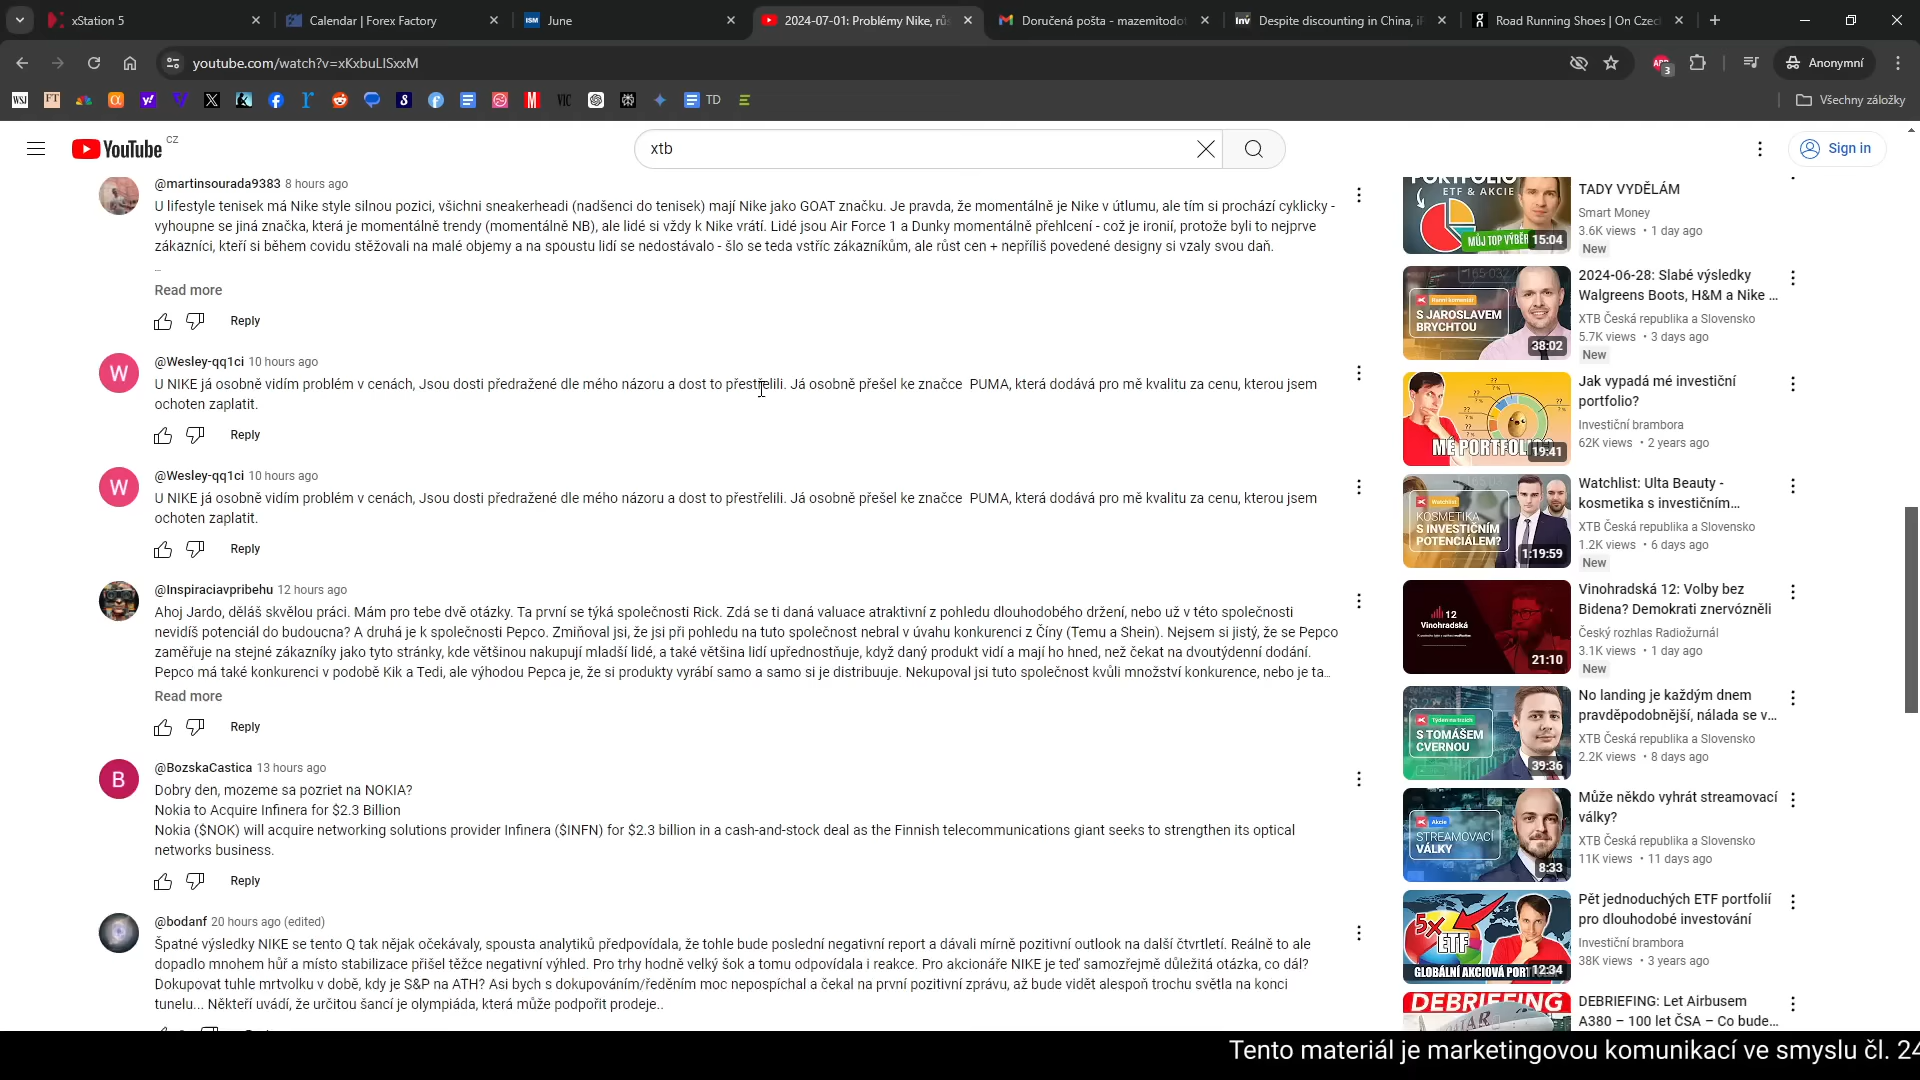 xStation 5
Calendar | Forex Factory
June
2024-07-01: Problémy Nike, rů
Doručená pošta - mazemitodo
Despite discounting in China, i
Road Running Shoes | On Czec
youtube.com/watch?v=xKxbuLISxxM
Anonymní
TD
Všechny záložky
YouTube CZ
xtb
Sign in
@martinsourada9383 8 hours ago
U lifestyle tenisek má Nike style silnou pozici, všichni sneakerheadi (nadšenci do tenisek) mají Nike jako GOAT značku. Je pravda, že momentálně je Nike v útlumu, ale tím si prochází cyklicky -
vyhoupne se jiná značka, která je momentálně trendy (momentálně NB), ale lidé si vždy k Nike vrátí. Lidé jsou Air Force 1 a Dunky momentálně přehlcení - což je ironií, protože byli to nejprve
zákazníci, kteří si během covidu stěžovali na malé objemy a na spoustu lidí se nedostávalo - šlo se teda vstříc zákazníkům, ale růst cen + nepříliš povedené designy si vzaly svou daň.
...
Read more
Reply
@Wesley-qq1ci 10 hours ago
U NIKE já osobně vidím problém v cenách, Jsou dosti předražené dle mého názoru a dost to přestřelili. Já osobně přešel ke značce PUMA, která dodává pro mě kvalitu za cenu, kterou jsem
ochoten zaplatit.
Reply
@Wesley-qq1ci 10 hours ago
U NIKE já osobně vidím problém v cenách, Jsou dosti předražené dle mého názoru a dost to přestřelili. Já osobně přešel ke značce PUMA, která dodává pro mě kvalitu za cenu, kterou jsem
ochoten zaplatit.
Reply
@Inspiraciavpribehu 12 hours ago
Ahoj Jardo, děláš skvělou práci. Mám pro tebe dvě otázky. Ta první se týká společnosti Rick. Zdá se ti daná valuace atraktivní z pohledu dlouhodobého držení, nebo už v této společnosti
nevidíš potenciál do budoucna? A druhá je k společnosti Pepco. Zmiňoval jsi, že jsi při pohledu na tuto společnost nebral v úvahu konkurenci z Číny (Temu a Shein). Nejsem si jistý, že se Pepco
zaměřuje na stejné zákazníky jako tyto stránky, kde většinou nakupují mladší lidé, a také většina lidí upřednostňuje, když daný produkt vidí a mají ho hned, než čekat na dvoutýdenní dodání.
Pepco má také konkurenci v podobě Kik a Tedi, ale výhodou Pepca je, že si produkty vyrábí samo a samo si je distribuuje. Nekupoval jsi tuto společnost kvůli množství konkurence, nebo je ta...
Read more
Reply
@BozskaCastica 13 hours ago
Dobry den, mozeme sa pozriet na NOKIA?
Nokia to Acquire Infinera for $2.3 Billion
Nokia ($NOK) will acquire networking solutions provider Infinera ($INFN) for $2.3 billion in a cash-and-stock deal as the Finnish telecommunications giant seeks to strengthen its optical
networks business.
Reply
@bodanf 20 hours ago (edited)
Špatné výsledky NIKE se tento Q tak nějak očekávaly, spousta analytiků předpovídala, že tohle bude poslední negativní report a dávali mírně pozitivní outlook na další čtvrtletí. Reálně to ale
dopadlo mnohem hůř a místo stabilizace přišel těžce negativní výhled. Pro trhy hodně velký šok a tomu odpovídala i reakce. Pro akcionáře NIKE je teď samozřejmě důležitá otázka, co dál?
Dokupovat tuhle mrtvolku v době, kdy je S&P na ATH? Asi bych s dokupováním/ředěním moc nepospíchal a čekal na první pozitivní zprávu, až bude vidět alespoň trochu světla na konci
tunelu... Někteří uvádí, že určitou šancí je olympiáda, která může podpořit prodeje..
PORTFOLIO
ETF & AKCIE
MŮJ TOP VÝBĚR
15:04
TADY VYDĚLÁM
Smart Money
3.6K views • 1 day ago
New
Ranní komentář
S JAROSLAVEM
BRYCHTOU
38:02
2024-06-28: Slabé výsledky
Walgreens Boots, H&M a Nike ...
XTB Česká republika a Slovensko
5.7K views • 3 days ago
New
MÉ PORTFOLIO?
19:41
Jak vypadá mé investiční
portfolio?
Investiční brambora
62K views • 2 years ago
Watchlist
KOSMETIKA
S INVESTIČNÍM
POTENCIÁLEM?
1:19:59
Watchlist: Ulta Beauty -
kosmetika s investičním...
XTB Česká republika a Slovensko
1.2K views • 6 days ago
New
12
Vinohradská
21:10
Vinohradská 12: Volby bez
Bidena? Demokrati znervózněli
Český rozhlas Radiožurnál
3.1K views • 1 day ago
New
Týden na trzích
S TOMÁŠEM
CVERNOU
39:36
No landing je každým dnem
pravděpodobnější, nálada se v...
XTB Česká republika a Slovensko
2.2K views • 8 days ago
Akcie
STREAMOVACÍ
VÁLKY
8:33
Může někdo vyhrát streamovací
války?
XTB Česká republika a Slovensko
11K views • 11 days ago
5X
ETF
GLOBÁLNÍ AKCIOVÁ
12:34
Pět jednoduchých ETF portfolií
pro dlouhodobé investování
Investiční brambora
38K views • 3 years ago
DEBRIEFING
DEBRIEFING: Let Airbusem
A380 – 100 let ČSA – Co bude...
Tento materiál je marketingovou komunikací ve smyslu čl. 24